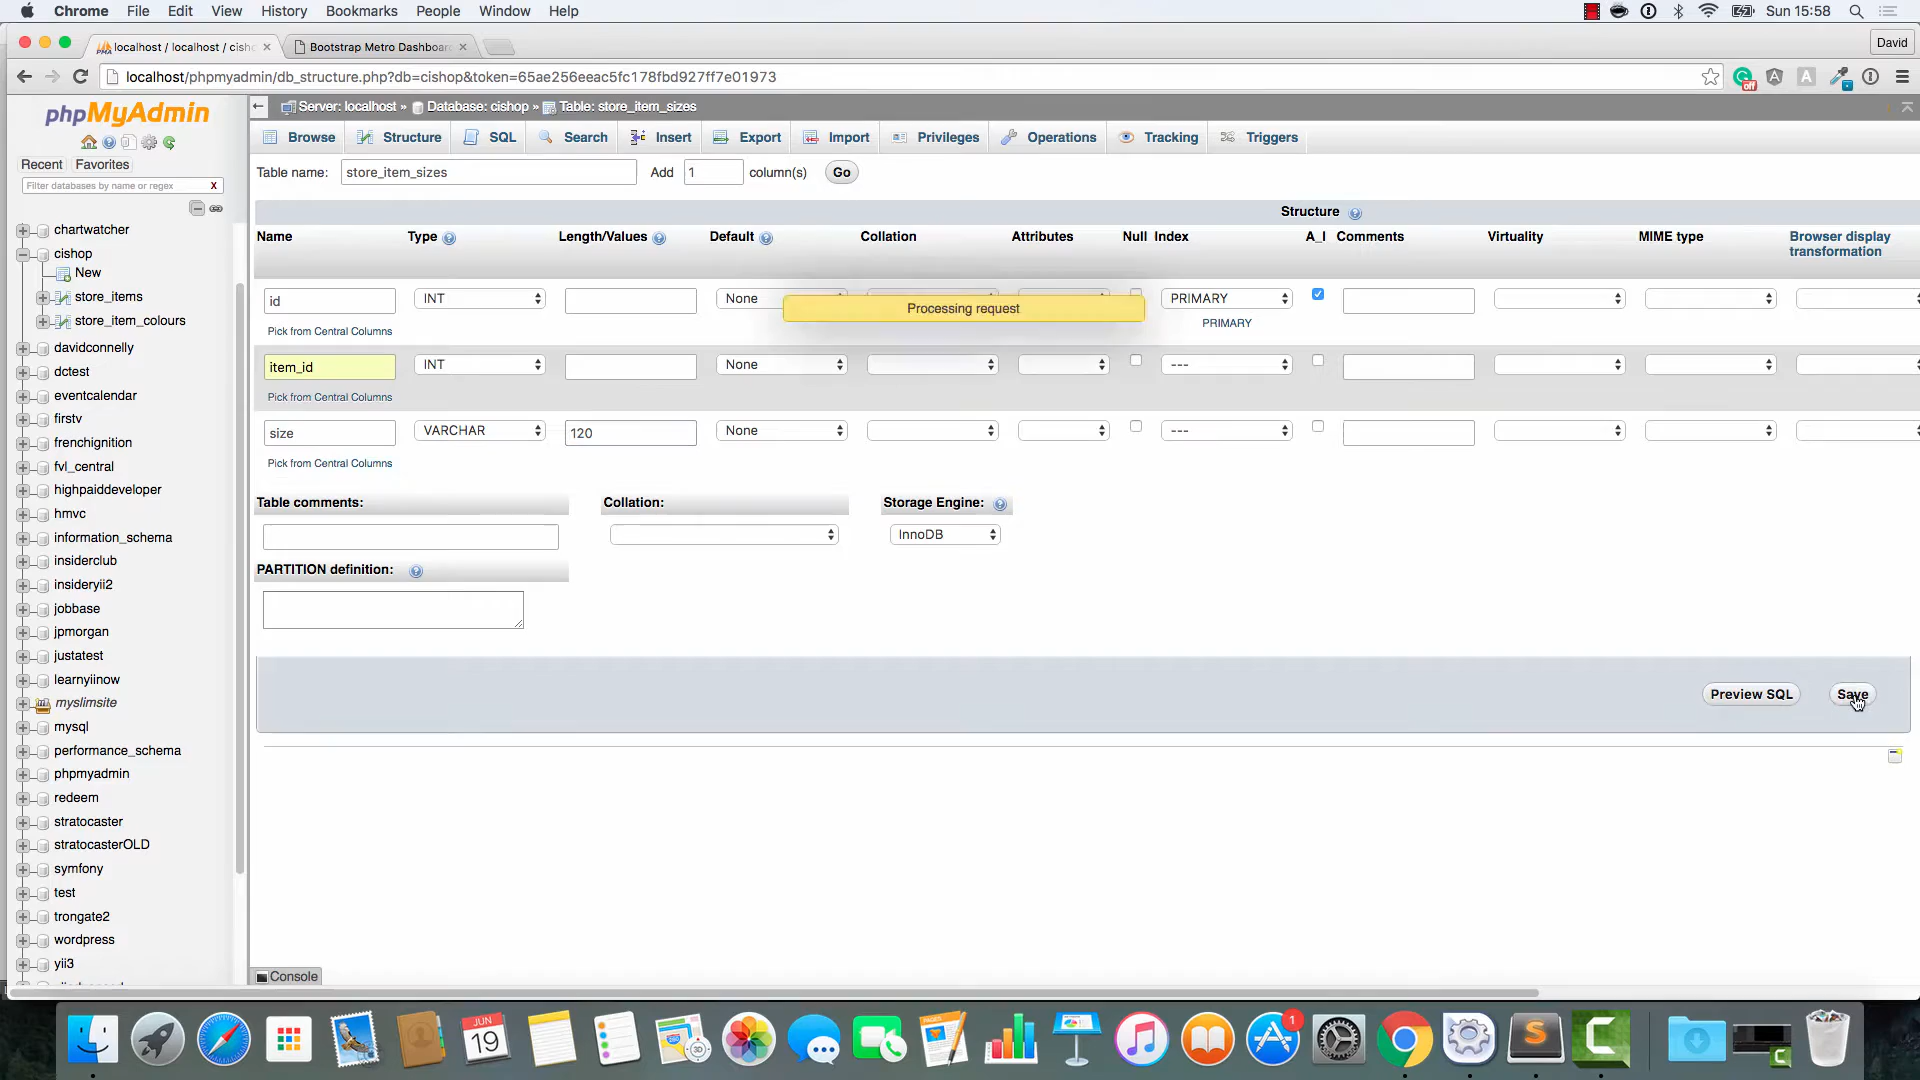 Chrome File Edit View History Bookmarks People Window Help Sun 15:58
localhost / localhost / cish
Bootstrap Metro Dashboar
David
localhost/phpmyadmin/db_structure.php?db=cishop&token=65ae256eeac5fc178fbd927ff7e01973
phpMyAdmin
Recent Favorites
Filter databases by name or regex X
chartwatcher
cishop
New
store_items
store_item_colours
davidconnelly
dctest
eventcalendar
firstv
frenchignition
fvl_central
highpaiddeveloper
hmvc
information_schema
insiderclub
insideryii2
jobbase
jpmorgan
justatest
learnyiinow
myslimsite
mysql
performance_schema
phpmyadmin
redeem
stratocaster
stratocasterOLD
symfony
test
trongate2
wordpress
yii3
Server: localhost » Database: cishop » Table: store_item_sizes
Browse Structure SQL Search Insert Export Import Privileges Operations Tracking Triggers
Table name: store_item_sizes Add 1 column(s) Go
Structure
Name Type Length/Values Default Collation Attributes Null Index A_I Comments Virtuality MIME type Browser display
transformation
id INT None PRIMARY
Processing request
Pick from Central Columns PRIMARY
item_id INT None ---
Pick from Central Columns
size VARCHAR 120 None ---
Pick from Central Columns
Table comments: Collation: Storage Engine:
InnoDB
PARTITION definition:
Preview SQL Save
Console
JUN
19
3D
1